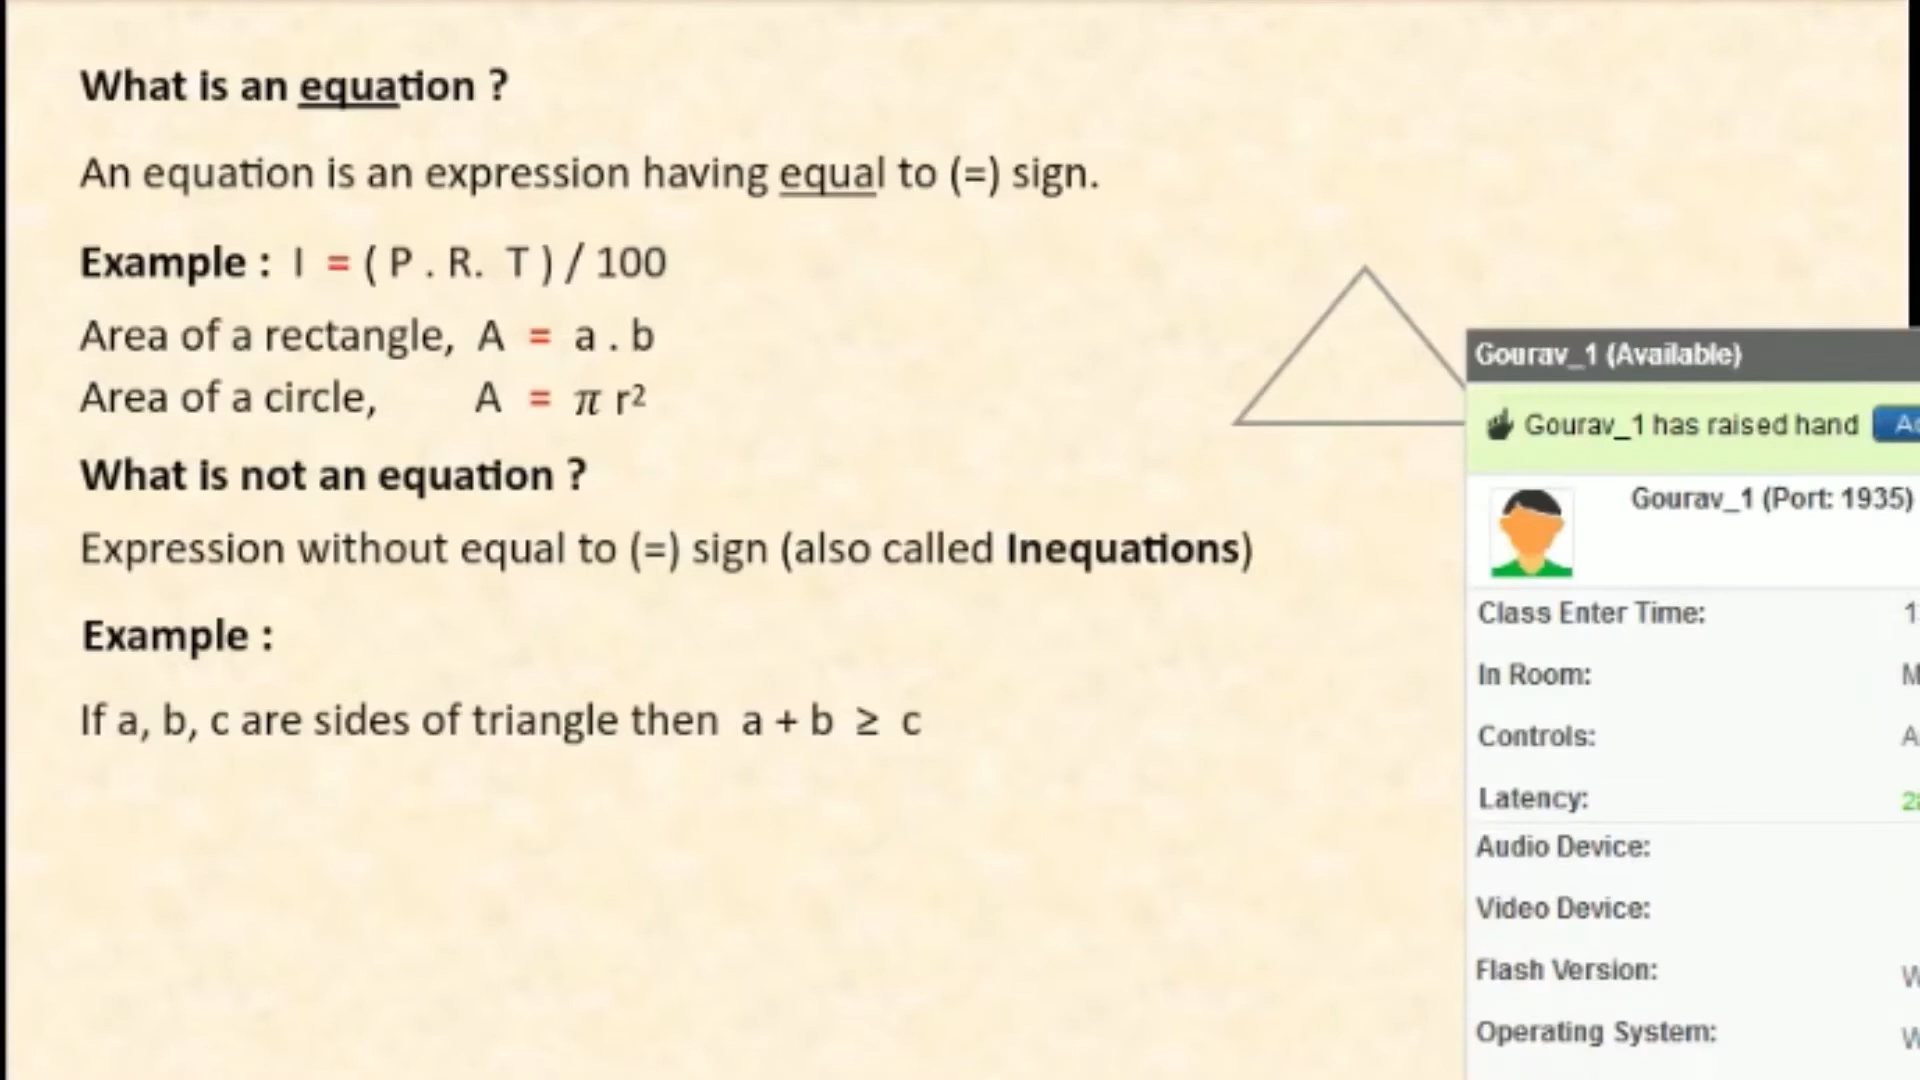 What is an equation ?
An equation is an expression having equal to (=) sign.
Example : I = ( P . R. T ) / 100
Area of a rectangle, A = a . b
Area of a circle, A = π r²
What is not an equation ?
Expression without equal to (=) sign (also called Inequations)
Example :
If a, b, c are sides of triangle then a + b ≥ c
Gourav_1 (Available)
Gourav_1 has raised hand
Gourav_1 (Port: 1935)
Class Enter Time:
In Room:
Controls:
Latency:
Audio Device:
Video Device:
Flash Version:
Operating System: